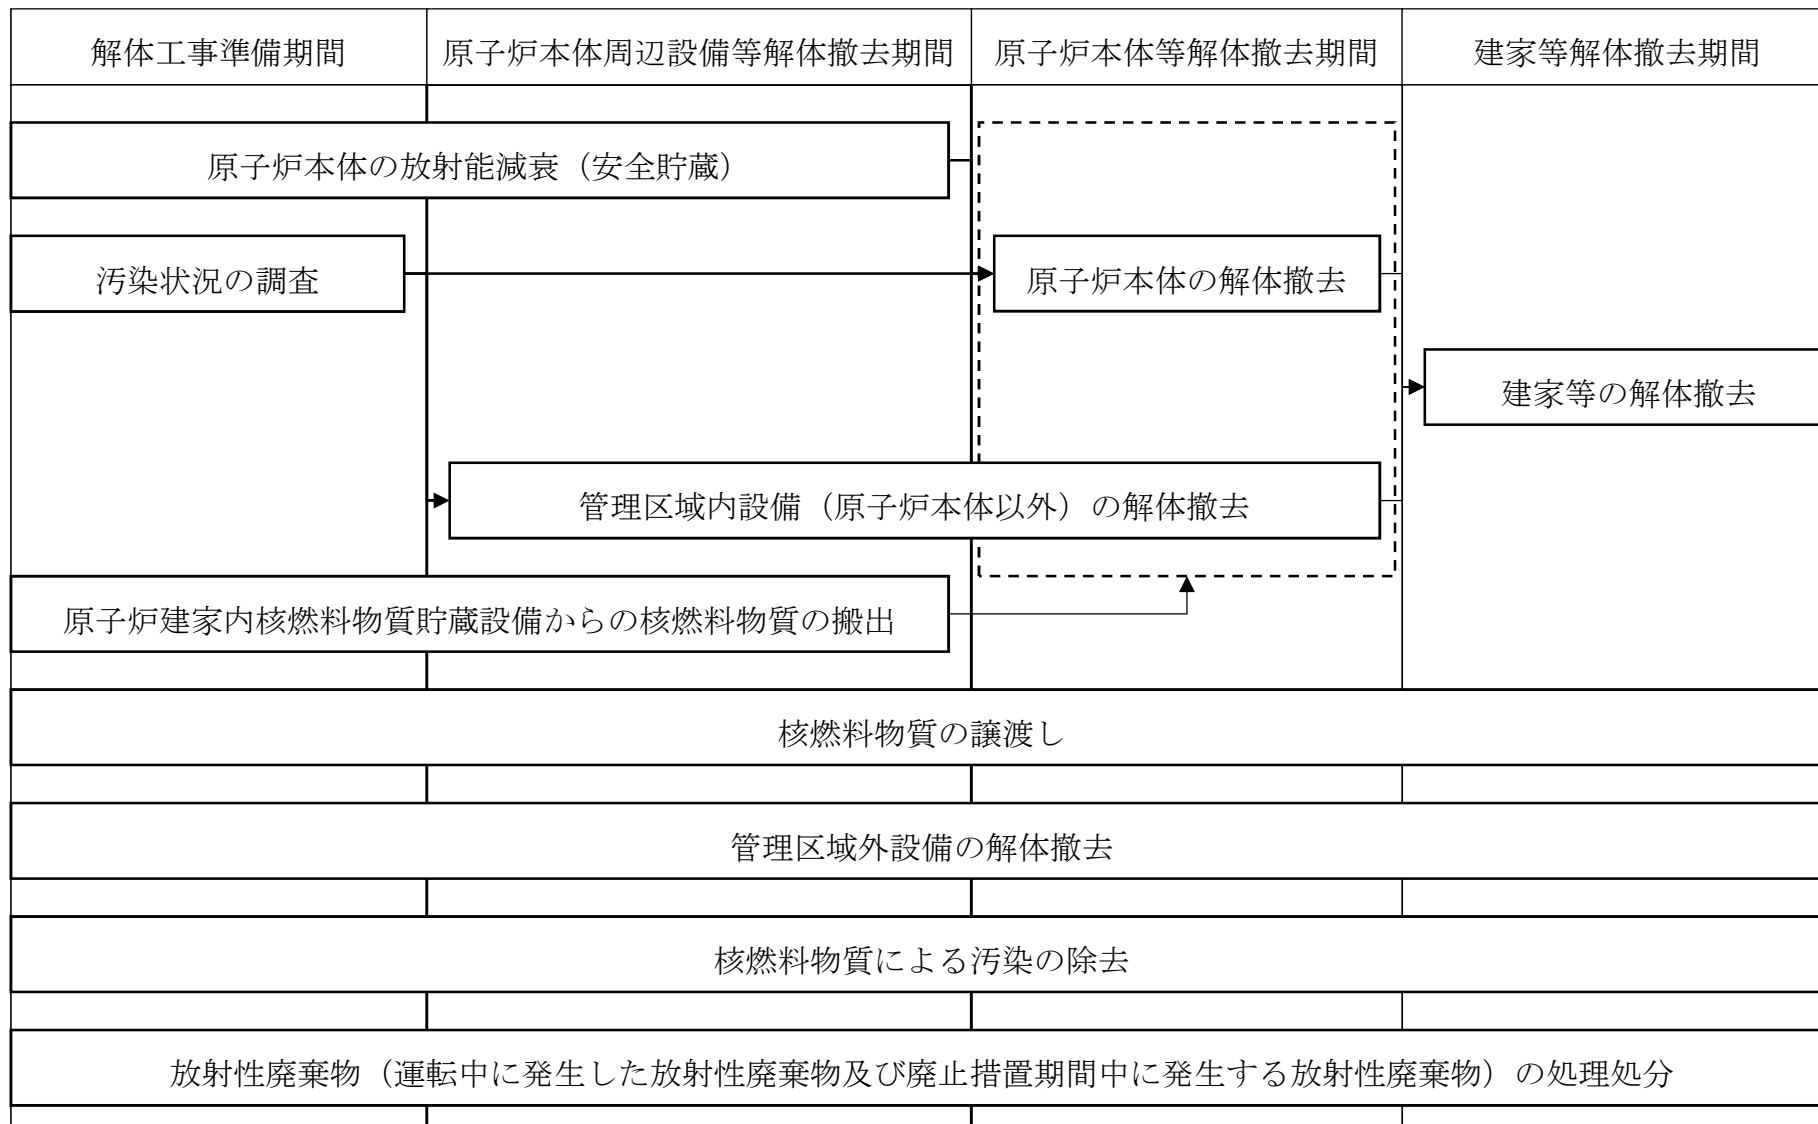 解体工事準備期間
原子炉本体周辺設備等解体撤去期間
原子炉本体等解体撤去期間
建家等解体撤去期間
原子炉本体の放射能減衰（安全貯蔵）
汚染状況の調査
原子炉本体の解体撤去
建家等の解体撤去
管理区域内設備（原子炉本体以外）の解体撤去
原子炉建家内核燃料物質貯蔵設備からの核燃料物質の搬出
核燃料物質の譲渡し
管理区域外設備の解体撤去
核燃料物質による汚染の除去
放射性廃棄物（運転中に発生した放射性廃棄物及び廃止措置期間中に発生する放射性廃棄物）の処理処分